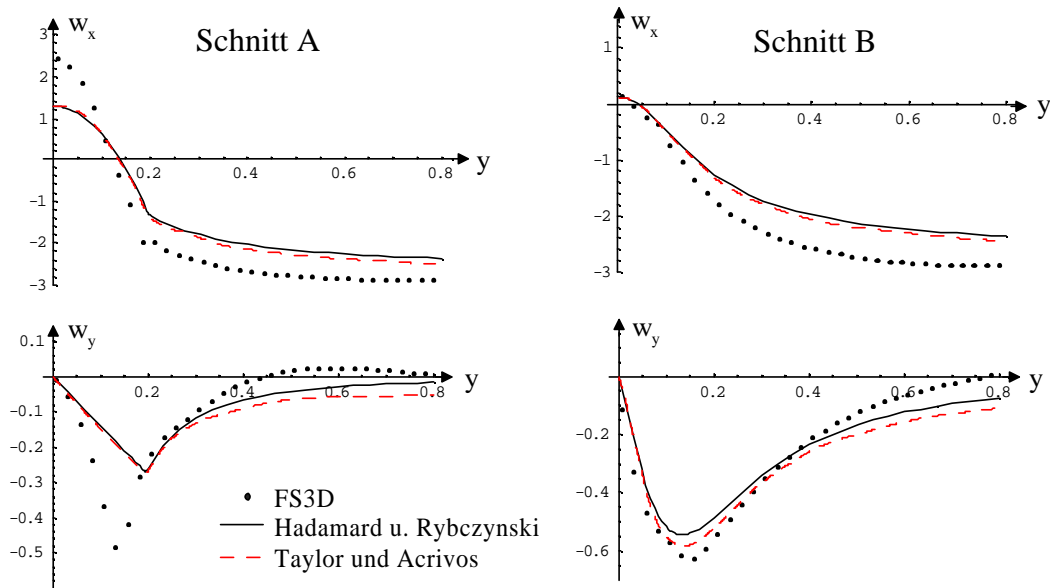 w_x
Schnitt A
3
2
1
0.2 0.4 0.6 0.8
y
-1
-2
-3
w_x
Schnitt B
1
0.2 0.4 0.6 0.8
y
-1
-2
-3
w_y
0.1
0.2 0.4 0.6 0.8
y
-0.1
-0.2
-0.3
-0.4
-0.5
FS3D
Hadamard u. Rybczynski
Taylor und Acrivos
w_y
0.2 0.4 0.6 0.8
y
-0.2
-0.4
-0.6